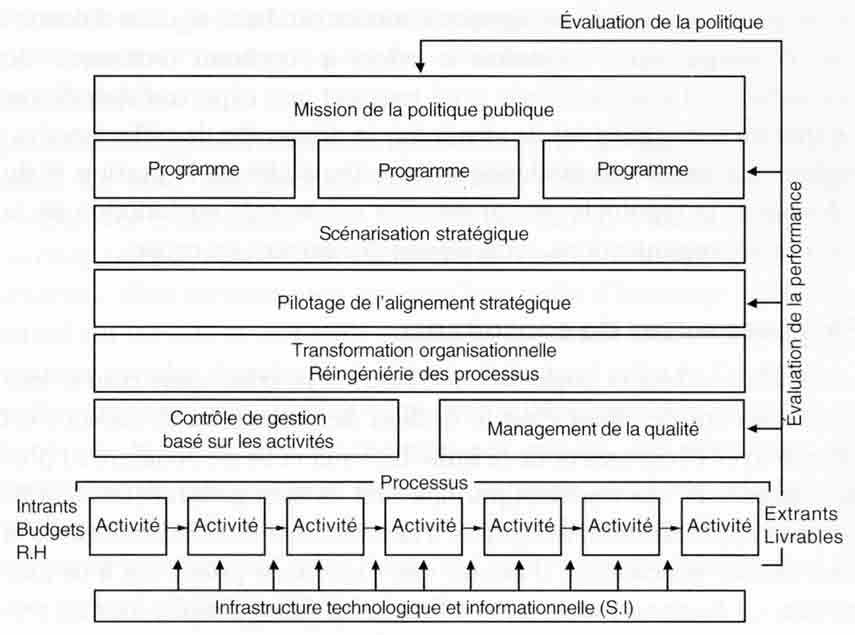 Évaluation de la politique
Mission de la politique publique
Programme
Programme
Programme
Scénarisation stratégique
Pilotage de l'alignement stratégique
Transformation organisationnelle
Réingéniérie des processus
Contrôle de gestion
basé sur les activités
Management de la qualité
Évaluation de la performance
Processus
Intrants
Budgets
R.H
Activité
Activité
Activité
Activité
Activité
Activité
Activité
Extrants
Livrables
Infrastructure technologique et informationnelle (S.I)